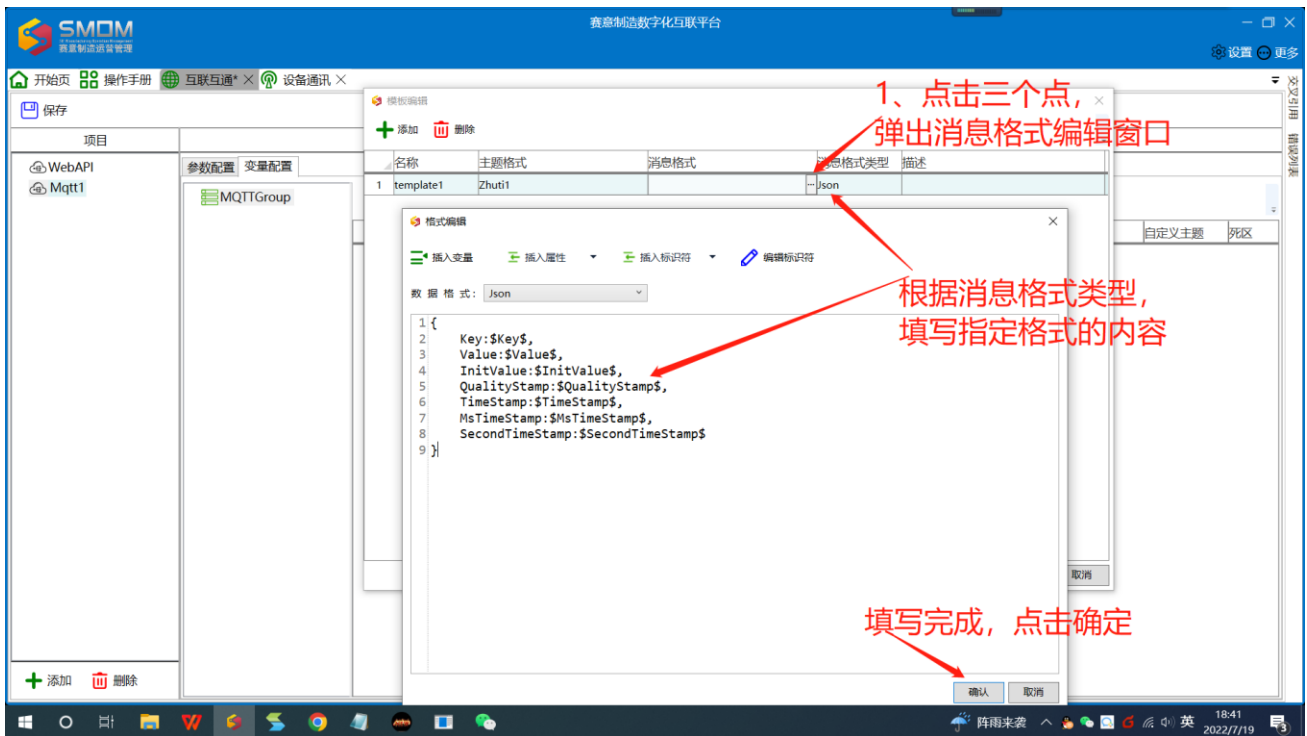 SMOM
赛意制造运营管理
赛意制造数字化互联平台
设置 更多
开始页 操作手册 互联互通* × 设备通讯 ×
交叉引用 错误列表
保存
项目
WebAPI
Mqtt1
添加 删除
参数配置 变量配置
MQTTGroup
自定义主题 死区
模板编辑
添加 删除
名称 主题格式 消息格式 消息格式类型 描述
1 template1 Zhuti1 ... Json
1、点击三个点，
弹出消息格式编辑窗口
格式编辑
插入变量 插入属性 插入标识符 编辑标识符
数据格式: Json
1 {
2 Key:$Key$,
3 Value:$Value$,
4 InitValue:$InitValue$,
5 QualityStamp:$QualityStamp$,
6 TimeStamp:$TimeStamp$,
7 MsTimeStamp:$MsTimeStamp$,
8 SecondTimeStamp:$SecondTimeStamp$
9 }
根据消息格式类型，
填写指定格式的内容
取消
填写完成，点击确定
确认 取消
阵雨来袭 英 18:41
2022/7/19
3